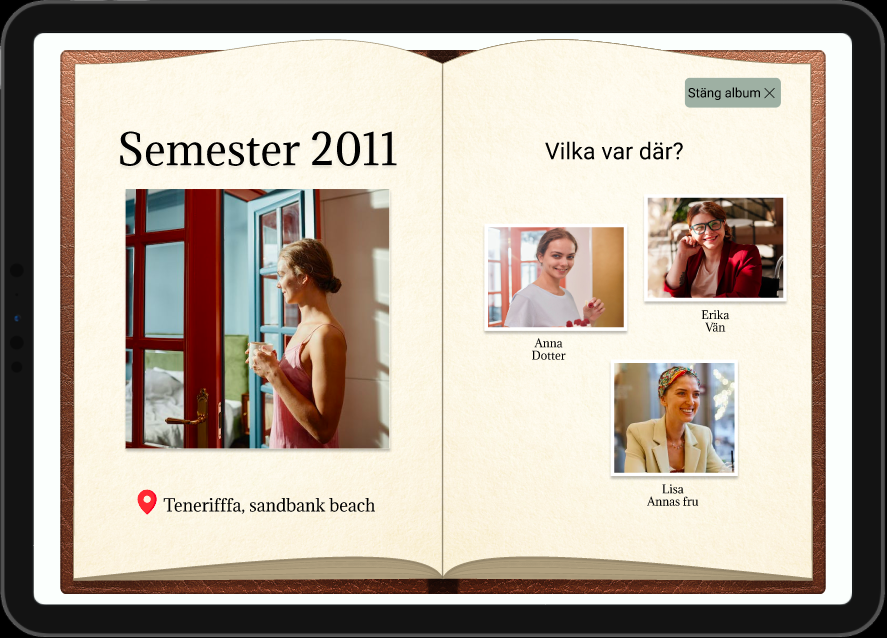 Stäng album
Semester 2011
Vilka var där?
Anna
Dotter
Erika
Vän
Lisa
Annas fru
Tenerifffa, sandbank beach